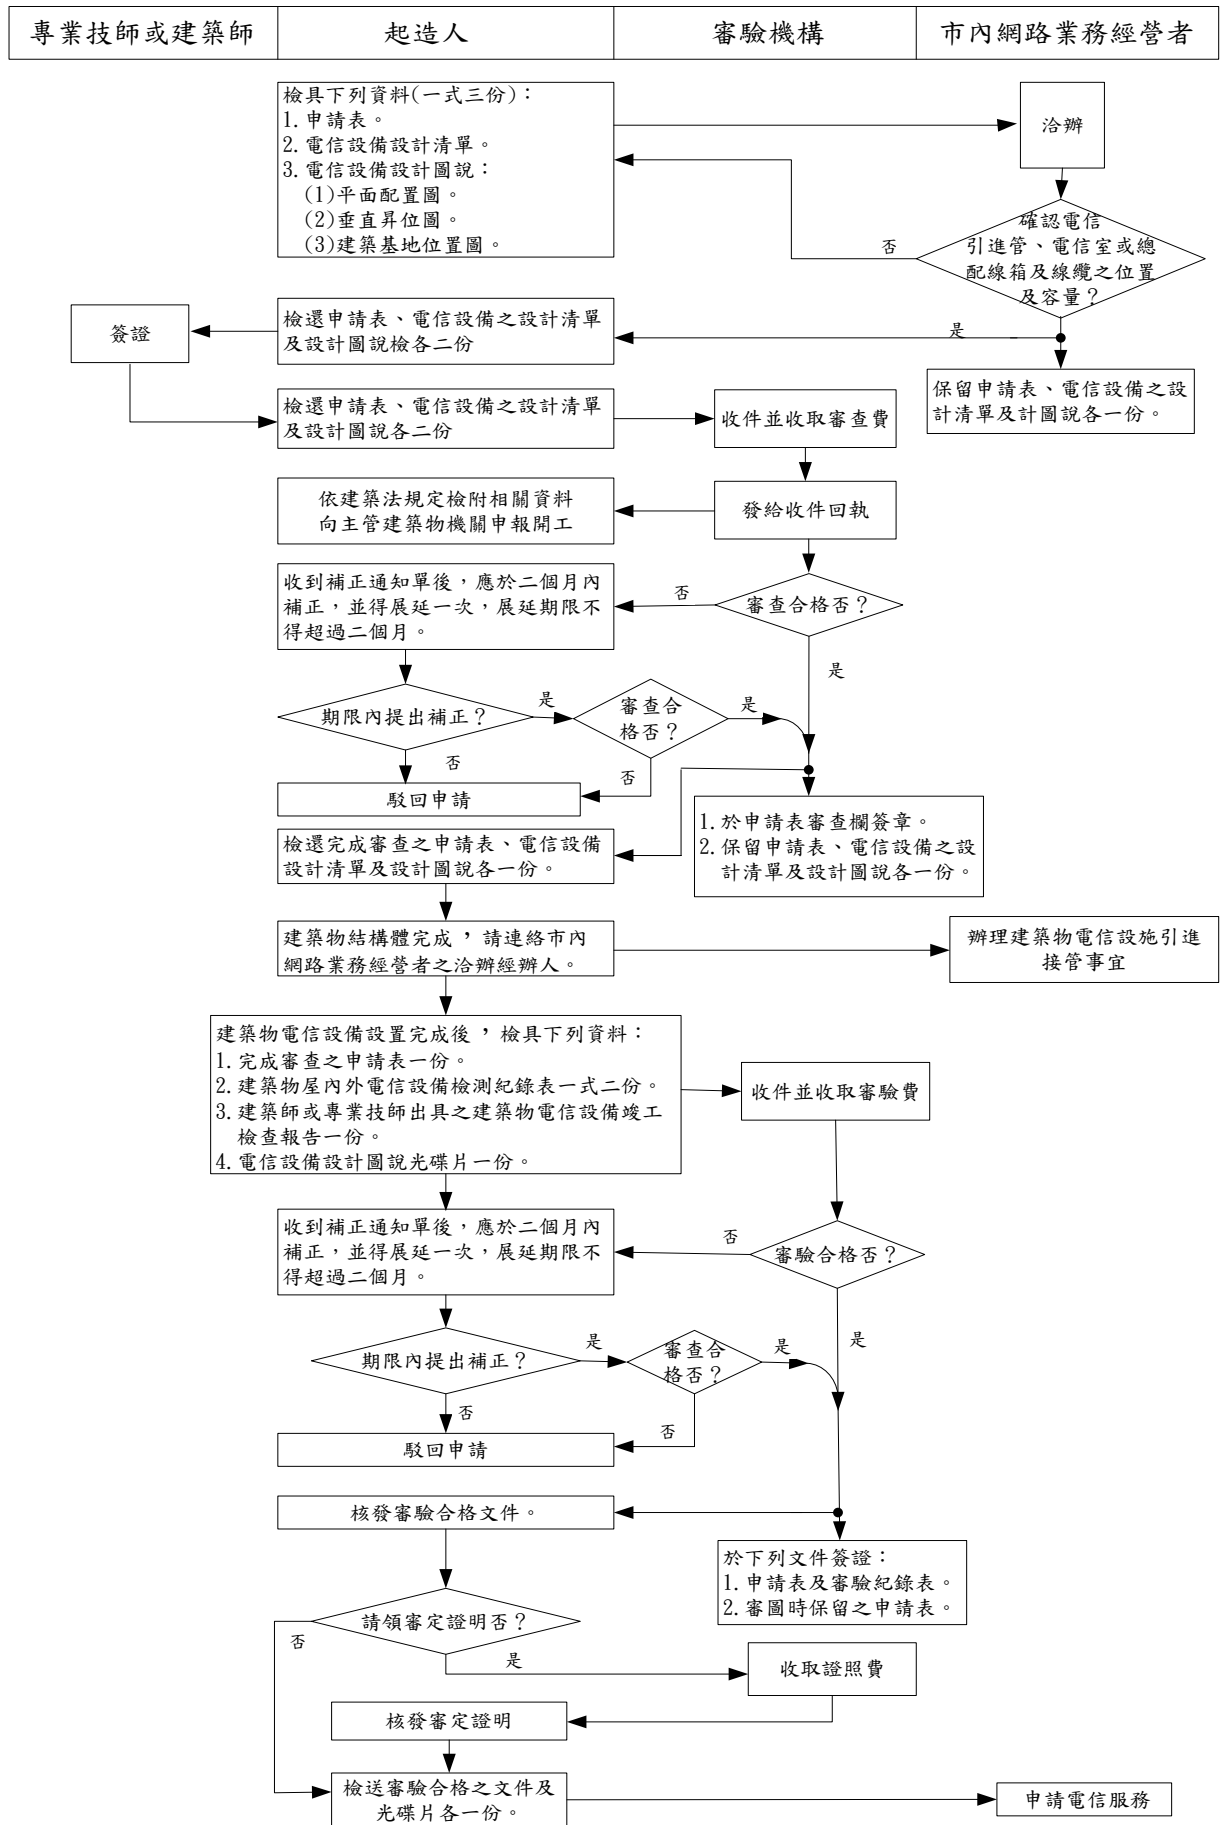 專業技師或建築師
起造人
審驗機構
市內網路業務經營者
檢具下列資料(一式三份)：
1.申請表。
2.電信設備設計清單。
3.電信設備設計圖說：
(1)平面配置圖。
(2)垂直昇位圖。
(3)建築基地位置圖。
洽辦
確認電信
引進管、電信室或總
配線箱及線纜之位置
及容量？
否
是
簽證
檢還申請表、電信設備之設計清單
及設計圖說檢各二份
保留申請表、電信設備之設
計清單及計圖說各一份。
檢還申請表、電信設備之設計清單
及設計圖說各二份
收件並收取審查費
依建築法規定檢附相關資料
向主管建築物機關申報開工
發給收件回執
收到補正通知單後，應於二個月內
補正，並得展延一次，展延期限不
得超過二個月。
否
審查合格否？
是
期限內提出補正？
是
審查合
格否？
是
否
否
駁回申請
1.於申請表審查欄簽章。
2.保留申請表、電信設備之設
計清單及設計圖說各一份。
檢還完成審查之申請表、電信設備
設計清單及設計圖說各一份。
建築物結構體完成，請連絡市內
網路業務經營者之洽辦經辦人。
辦理建築物電信設施引進
接管事宜
建築物電信設備設置完成後，檢具下列資料：
1.完成審查之申請表一份。
2.建築物屋內外電信設備檢測紀錄表一式二份。
3.建築師或專業技師出具之建築物電信設備竣工
檢查報告一份。
4.電信設備設計圖說光碟片一份。
收件並收取審驗費
收到補正通知單後，應於二個月內
補正，並得展延一次，展延期限不
得超過二個月。
否
審驗合格否？
是
期限內提出補正？
是
審查合
格否？
是
否
否
駁回申請
核發審驗合格文件。
於下列文件簽證：
1.申請表及審驗紀錄表。
2.審圖時保留之申請表。
請領審定證明否？
否
是
收取證照費
核發審定證明
檢送審驗合格之文件及
光碟片各一份。
申請電信服務